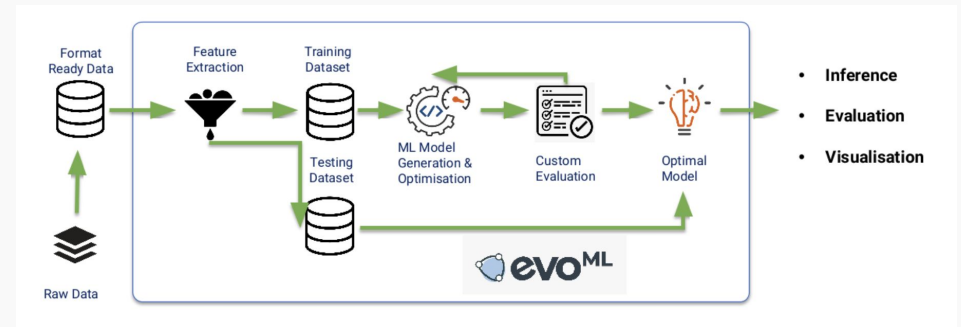 Format
Ready Data
Feature
Extraction
Training
Dataset
ML Model
Generation &
Optimisation
Custom
Evaluation
Optimal
Model
Testing
Dataset
Raw Data
evoML
• Inference
• Evaluation
• Visualisation